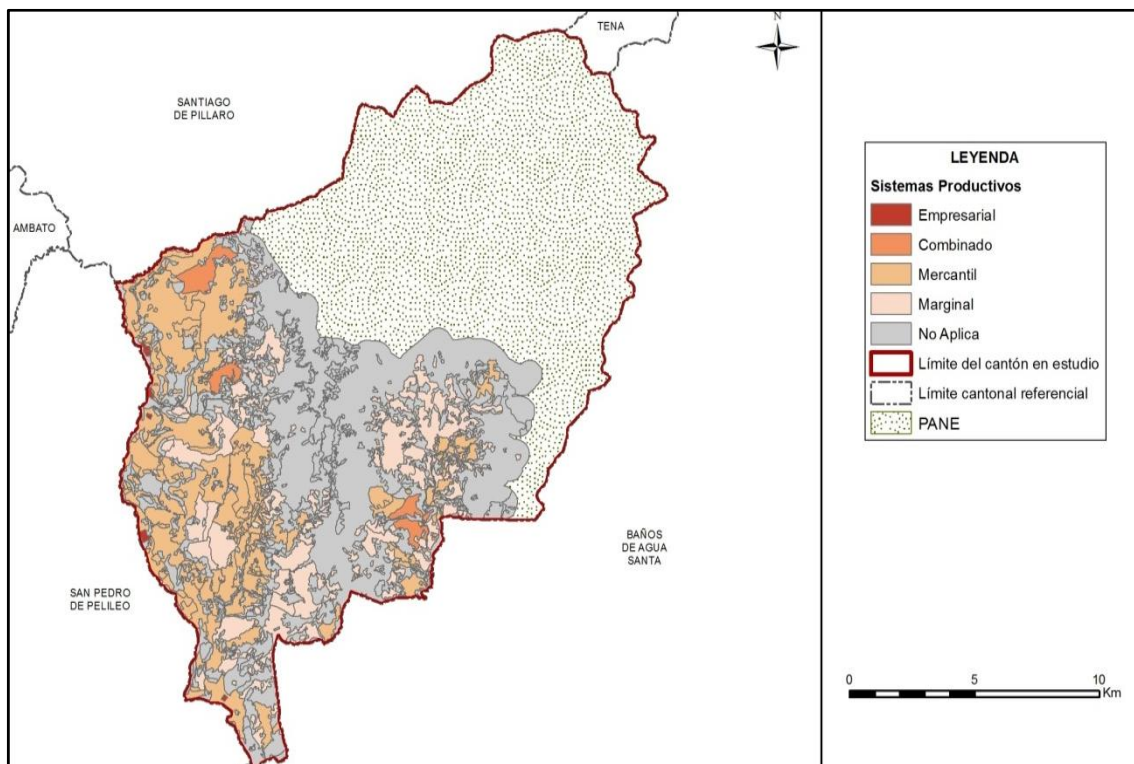 TENA
N
SANTIAGO
DE PILLARO
AMBATO
BAÑOS
DE AGUA
SANTA
SAN PEDRO
DE PELILEO
LEYENDA
Sistemas Productivos
Empresarial
Combinado
Mercantil
Marginal
No Aplica
Límite del cantón en estudio
Límite cantonal referencial
PANE
0 5 10
Km